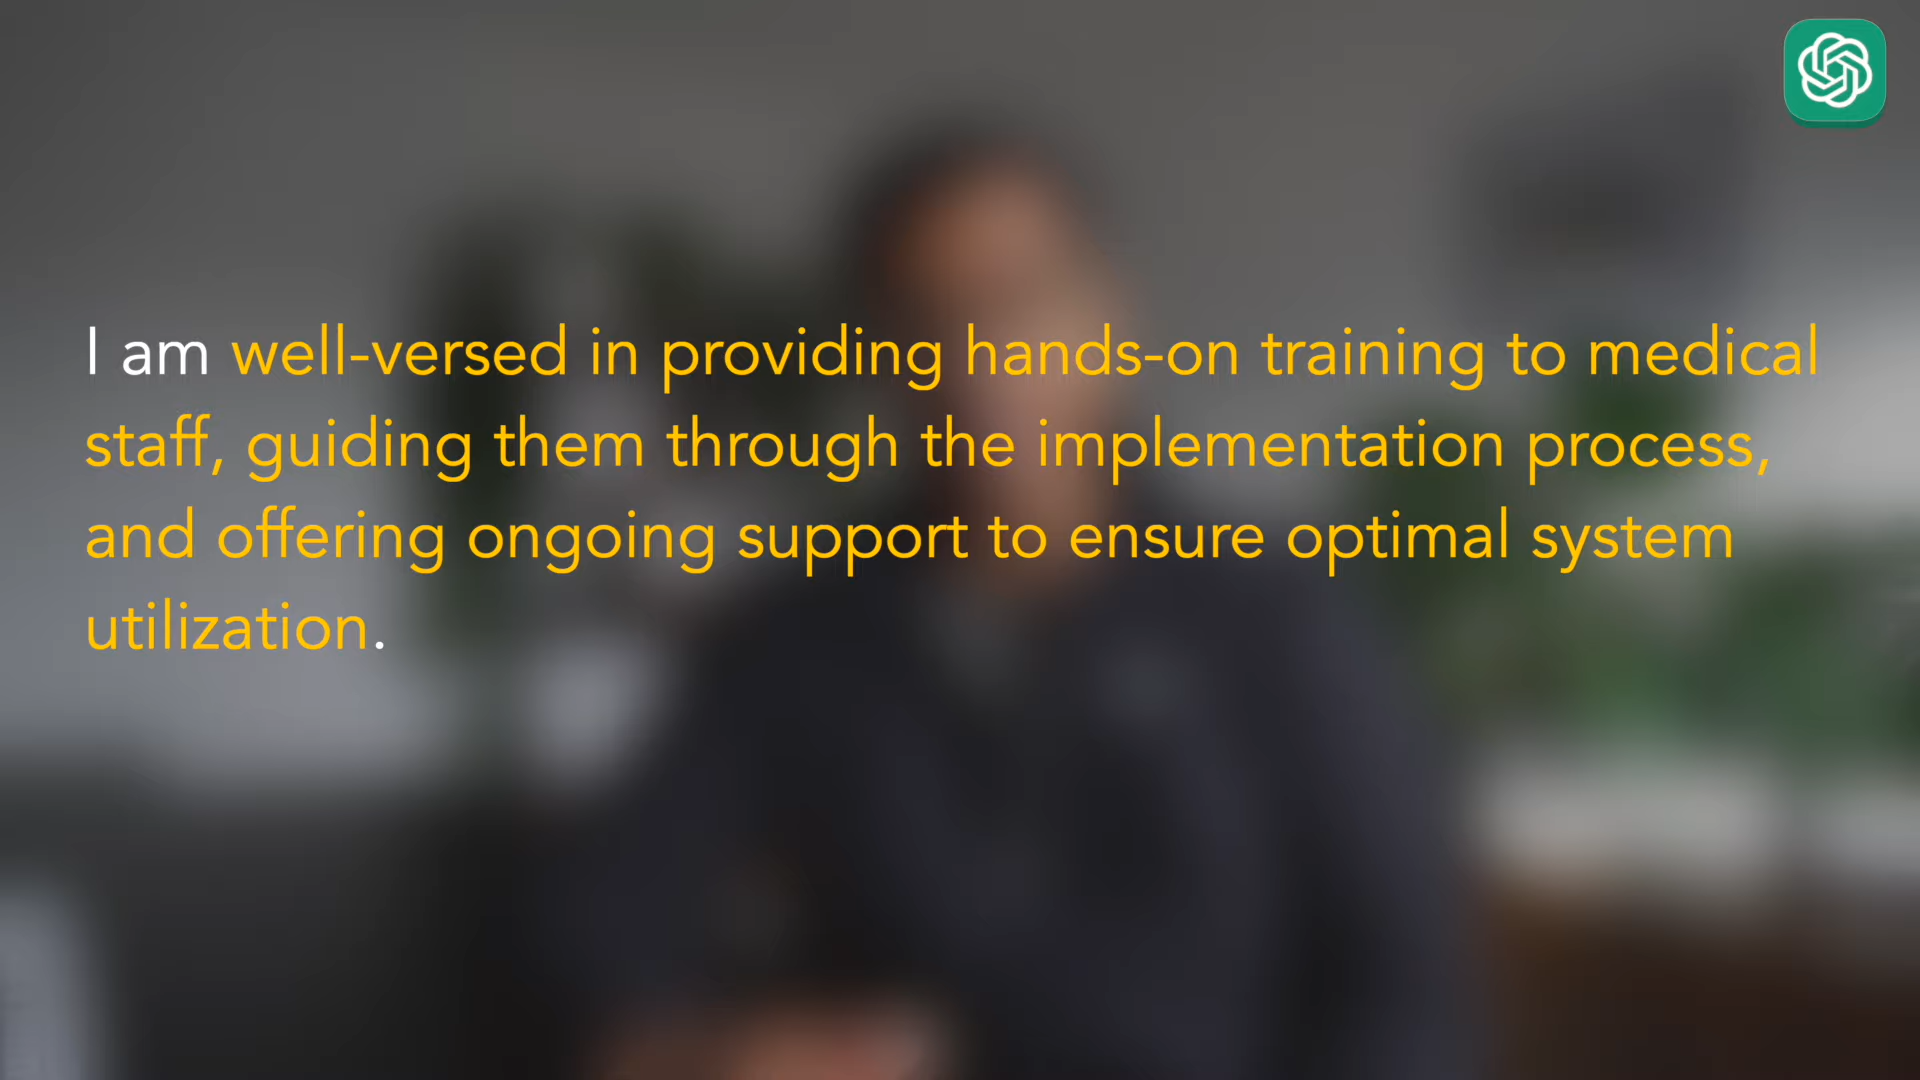 I am well-versed in providing hands-on training to medical
staff, guiding them through the implementation process,
and offering ongoing support to ensure optimal system
utilization.